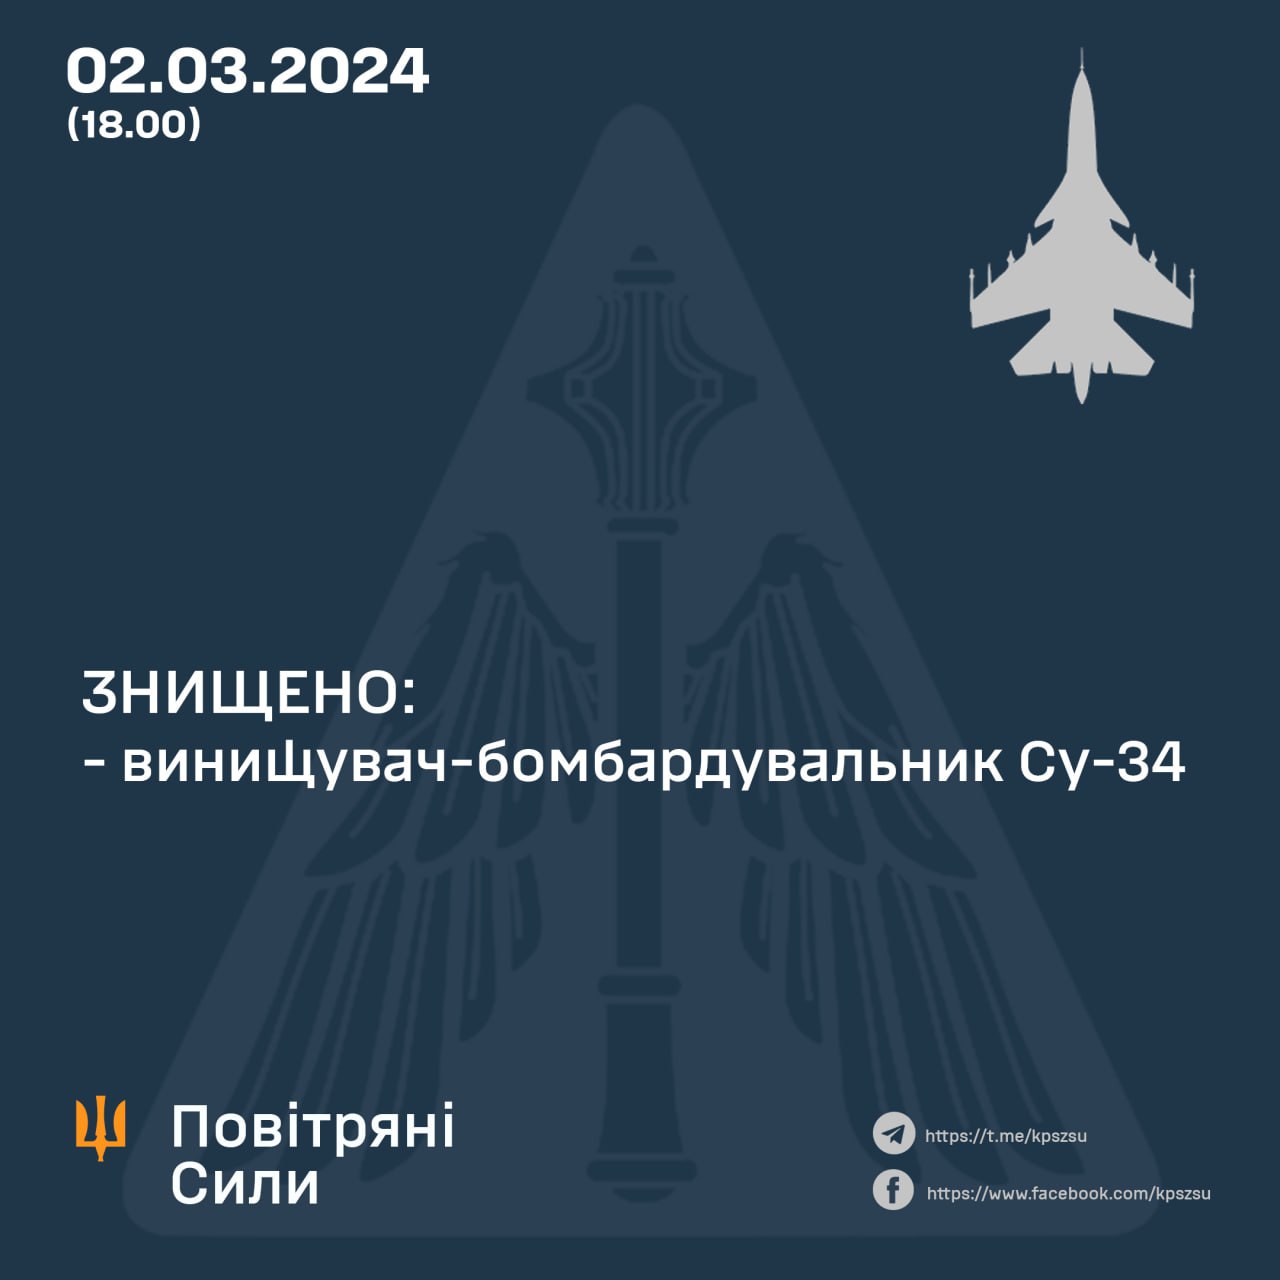 02.03.2024
(18.00)
ЗНИЩЕНО:
- винищувач-бомбардувальник Су-34
Повітряні
Сили
https://t.me/kpszsu
https://www.facebook.com/kpszsu